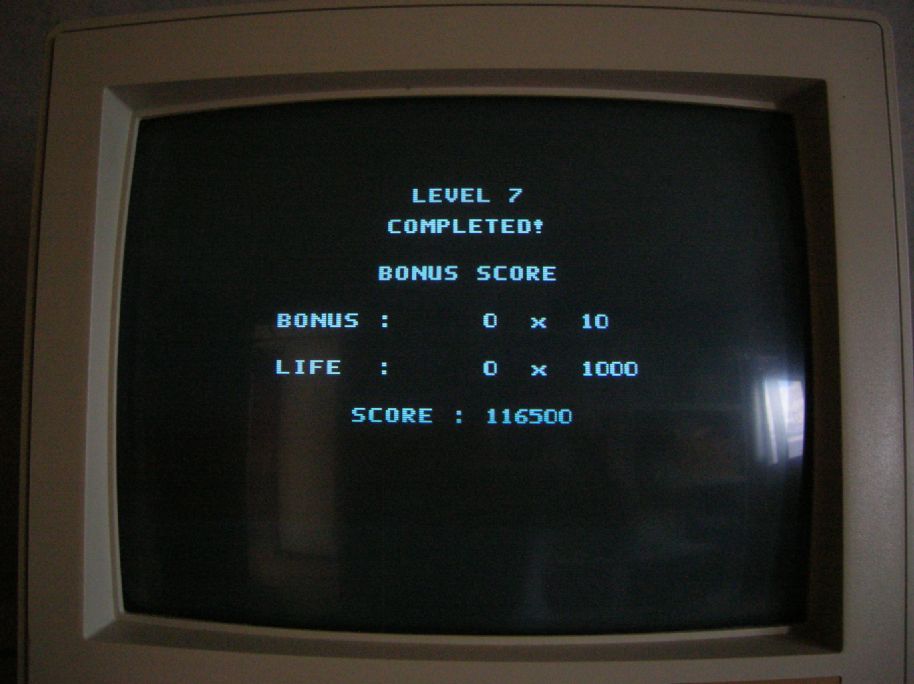 LEVEL 7
COMPLETED!
BONUS SCORE
BONUS : 0 x 10
LIFE : 0 x 1000
SCORE : 116500